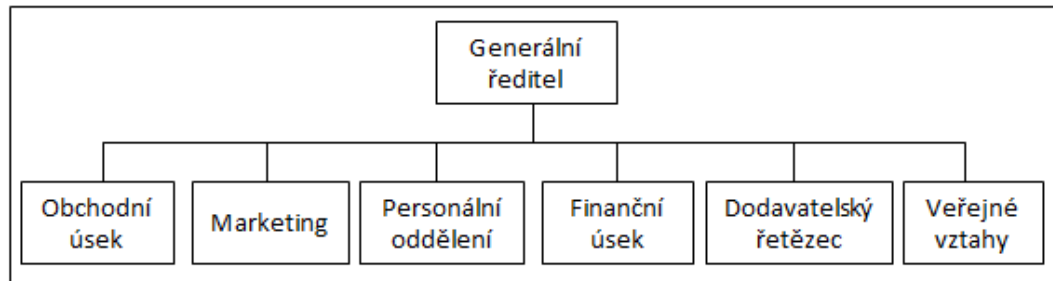 Generální
ředitel
Obchodní
úsek
Marketing
Personální
oddělení
Finanční
úsek
Dodavatelský
řetězec
Veřejné
vztahy